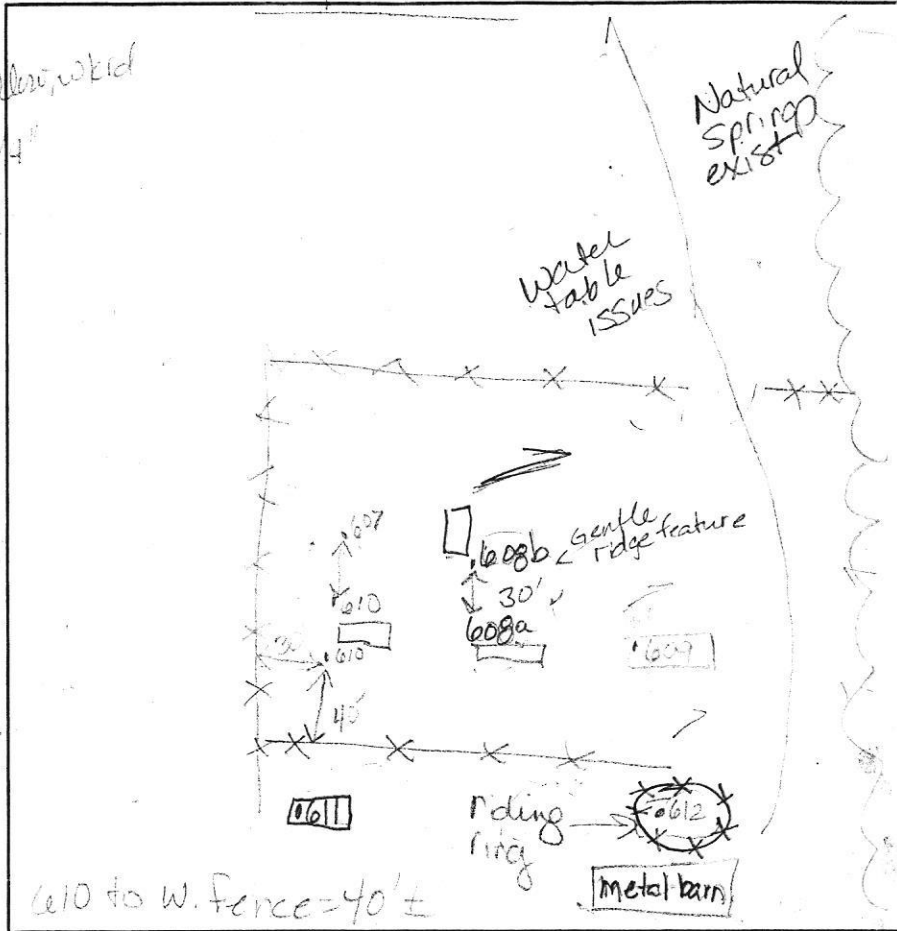 4"
Natural
springs
exist
Water
table
issues
.607
.608b < Gentle
ridge feature
30'
610
608a
.609
30'
.610
40'
.611
riding
ring
.612
metal barn
610 to W. fence = 40' ±